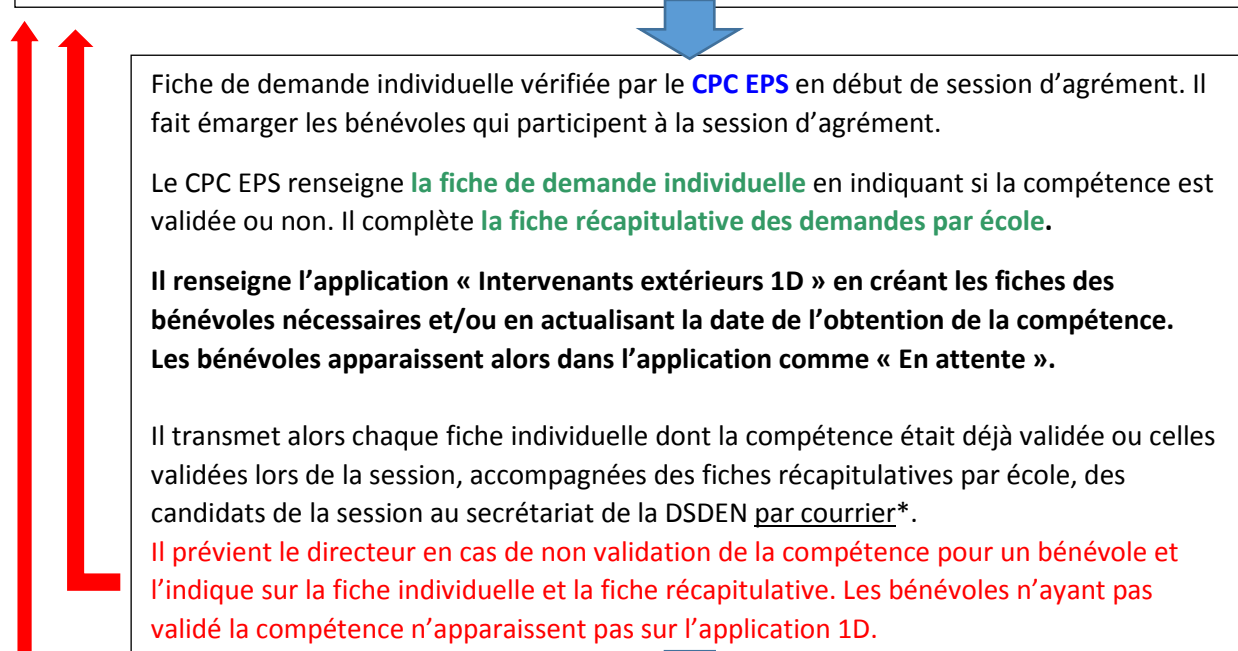 Fiche de demande individuelle vérifiée par le CPC EPS en début de session d’agrément. Il
fait émarger les bénévoles qui participent à la session d’agrément.
Le CPC EPS renseigne la fiche de demande individuelle en indiquant si la compétence est
validée ou non. Il complète la fiche récapitulative des demandes par école.
Il renseigne l’application « Intervenants extérieurs 1D » en créant les fiches des
bénévoles nécessaires et/ou en actualisant la date de l’obtention de la compétence.
Les bénévoles apparaissent alors dans l’application comme « En attente ».
Il transmet alors chaque fiche individuelle dont la compétence était déjà validée ou celles
validées lors de la session, accompagnées des fiches récapitulatives par école, des
candidats de la session au secrétariat de la DSDEN par courrier*.
Il prévient le directeur en cas de non validation de la compétence pour un bénévole et
l’indique sur la fiche individuelle et la fiche récapitulative. Les bénévoles n’ayant pas
validé la compétence n’apparaissent pas sur l’application 1D.